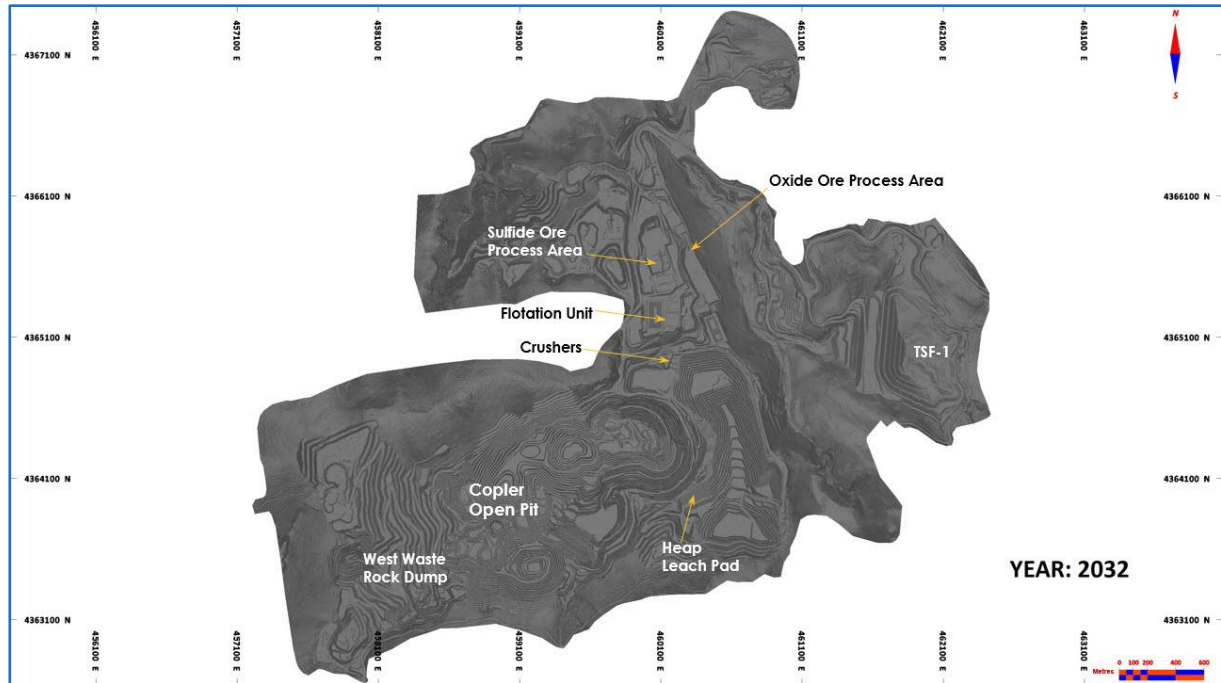 456100 E
457100 E
458100 E
459100 E
460100 E
461100 E
462100 E
463100 E
N
S
4367100 N
4367100 N
4366100 N
4366100 N
Oxide Ore Process Area
Sulfide Ore
Process Area
Flotation Unit
4365100 N
4365100 N
Crushers
TSF-1
4364100 N
4364100 N
Copler
Open Pit
West Waste
Rock Dump
Heap
Leach Pad
YEAR: 2032
4363100 N
4363100 N
456100 E
457100 E
458100 E
459100 E
460100 E
461100 E
462100 E
463100 E
Metres 0 100 200 400 600